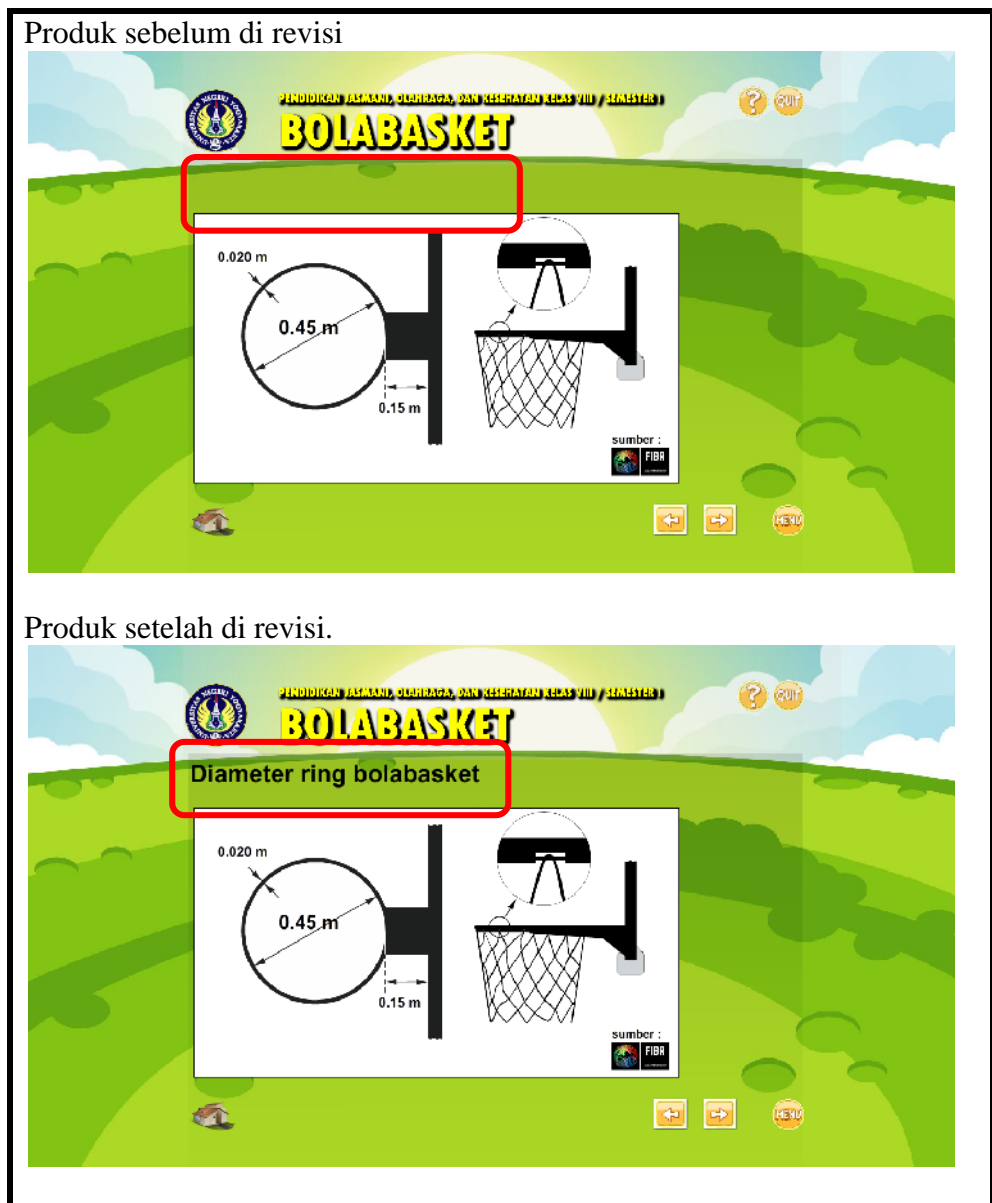 Produk sebelum di revisi
PENDIDIKAN JASMANI, OLAHRAGA, DAN KESEHATAN KELAS VIII / SEMESTER 1
? QUIT
BOLABASKET
0.020 m
0.45 m
0.15 m
sumber :
FIBA
MENU
Produk setelah di revisi.
PENDIDIKAN JASMANI, OLAHRAGA, DAN KESEHATAN KELAS VIII / SEMESTER 1
? QUIT
BOLABASKET
Diameter ring bolabasket
0.020 m
0.45 m
0.15 m
sumber :
FIBA
MENU